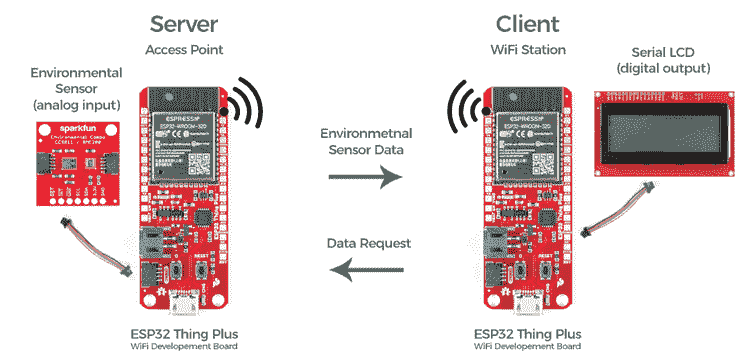 Server
Access Point
Client
WiFi Station
Environmental
Sensor
(analog input)
Serial LCD
(digital output)
sparkfun
Environmental Combo
ESPRESSIF
ESP32-WROOM-32D
ESPRESSIF
ESP32-WROOM-32D
Environmetnal
Sensor Data
Data Request
RESET
RESET
ESP32 Thing Plus
WiFi Developement Board
ESP32 Thing Plus
WiFi Developement Board